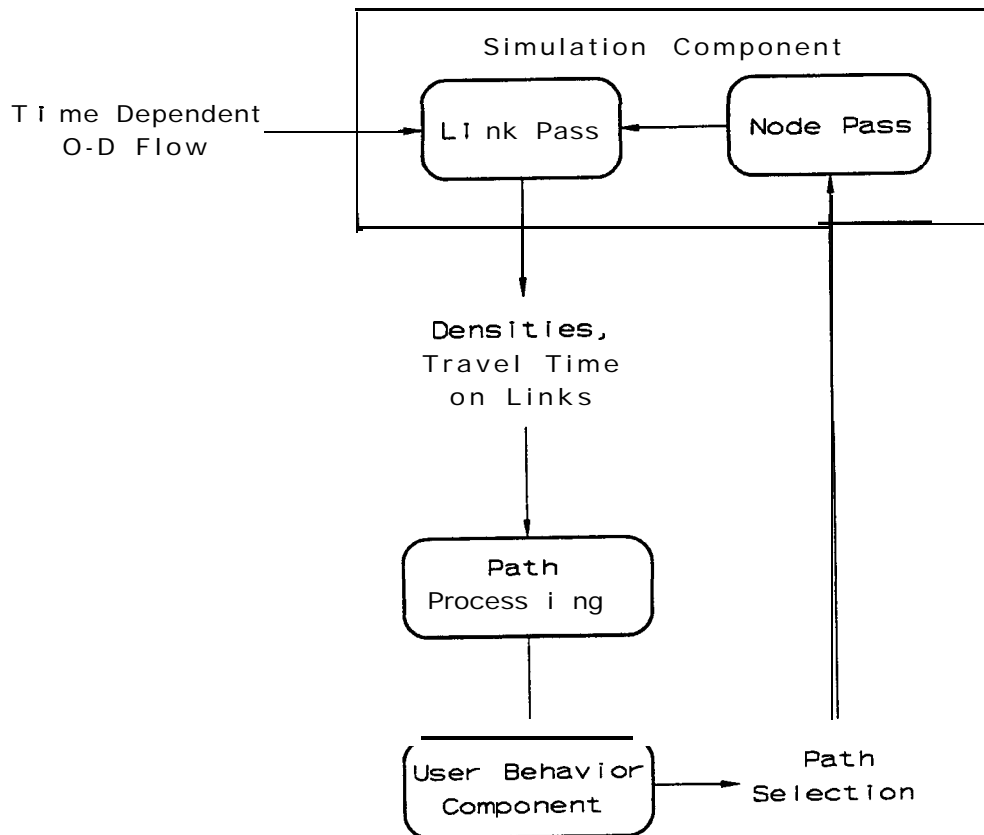 Simulation Component
Time Dependent
O-D Flow
Link Pass
Node Pass
Densities,
Travel Time
on Links
Path
Processing
User Behavior
Component
Path
Selection